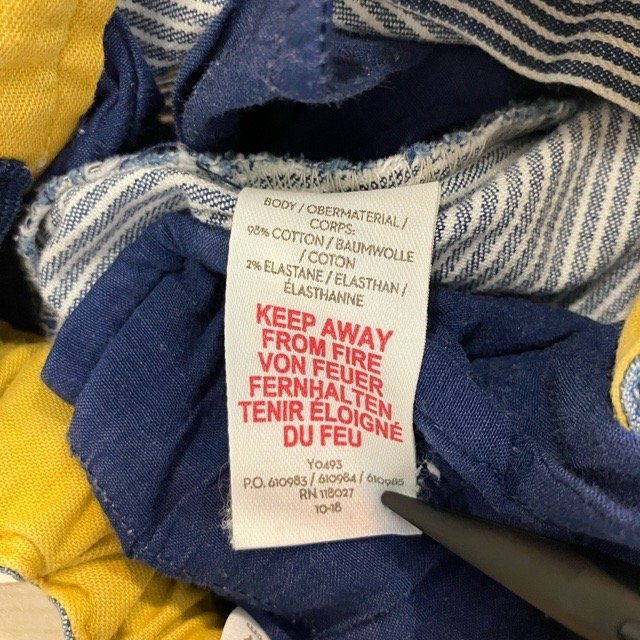 BODY / OBERMATERIAL /
CORPS:
98% COTTON / BAUMWOLLE
/ COTON
2% ELASTANE / ELASTHAN /
ÉLASTHANNE
KEEP AWAY
FROM FIRE
VON FEUER
FERNHALTEN
TENIR ÉLOIGNÉ
DU FEU
Y0493
P.O. 610983 / 610984 / 610985
RN 118027
10-18